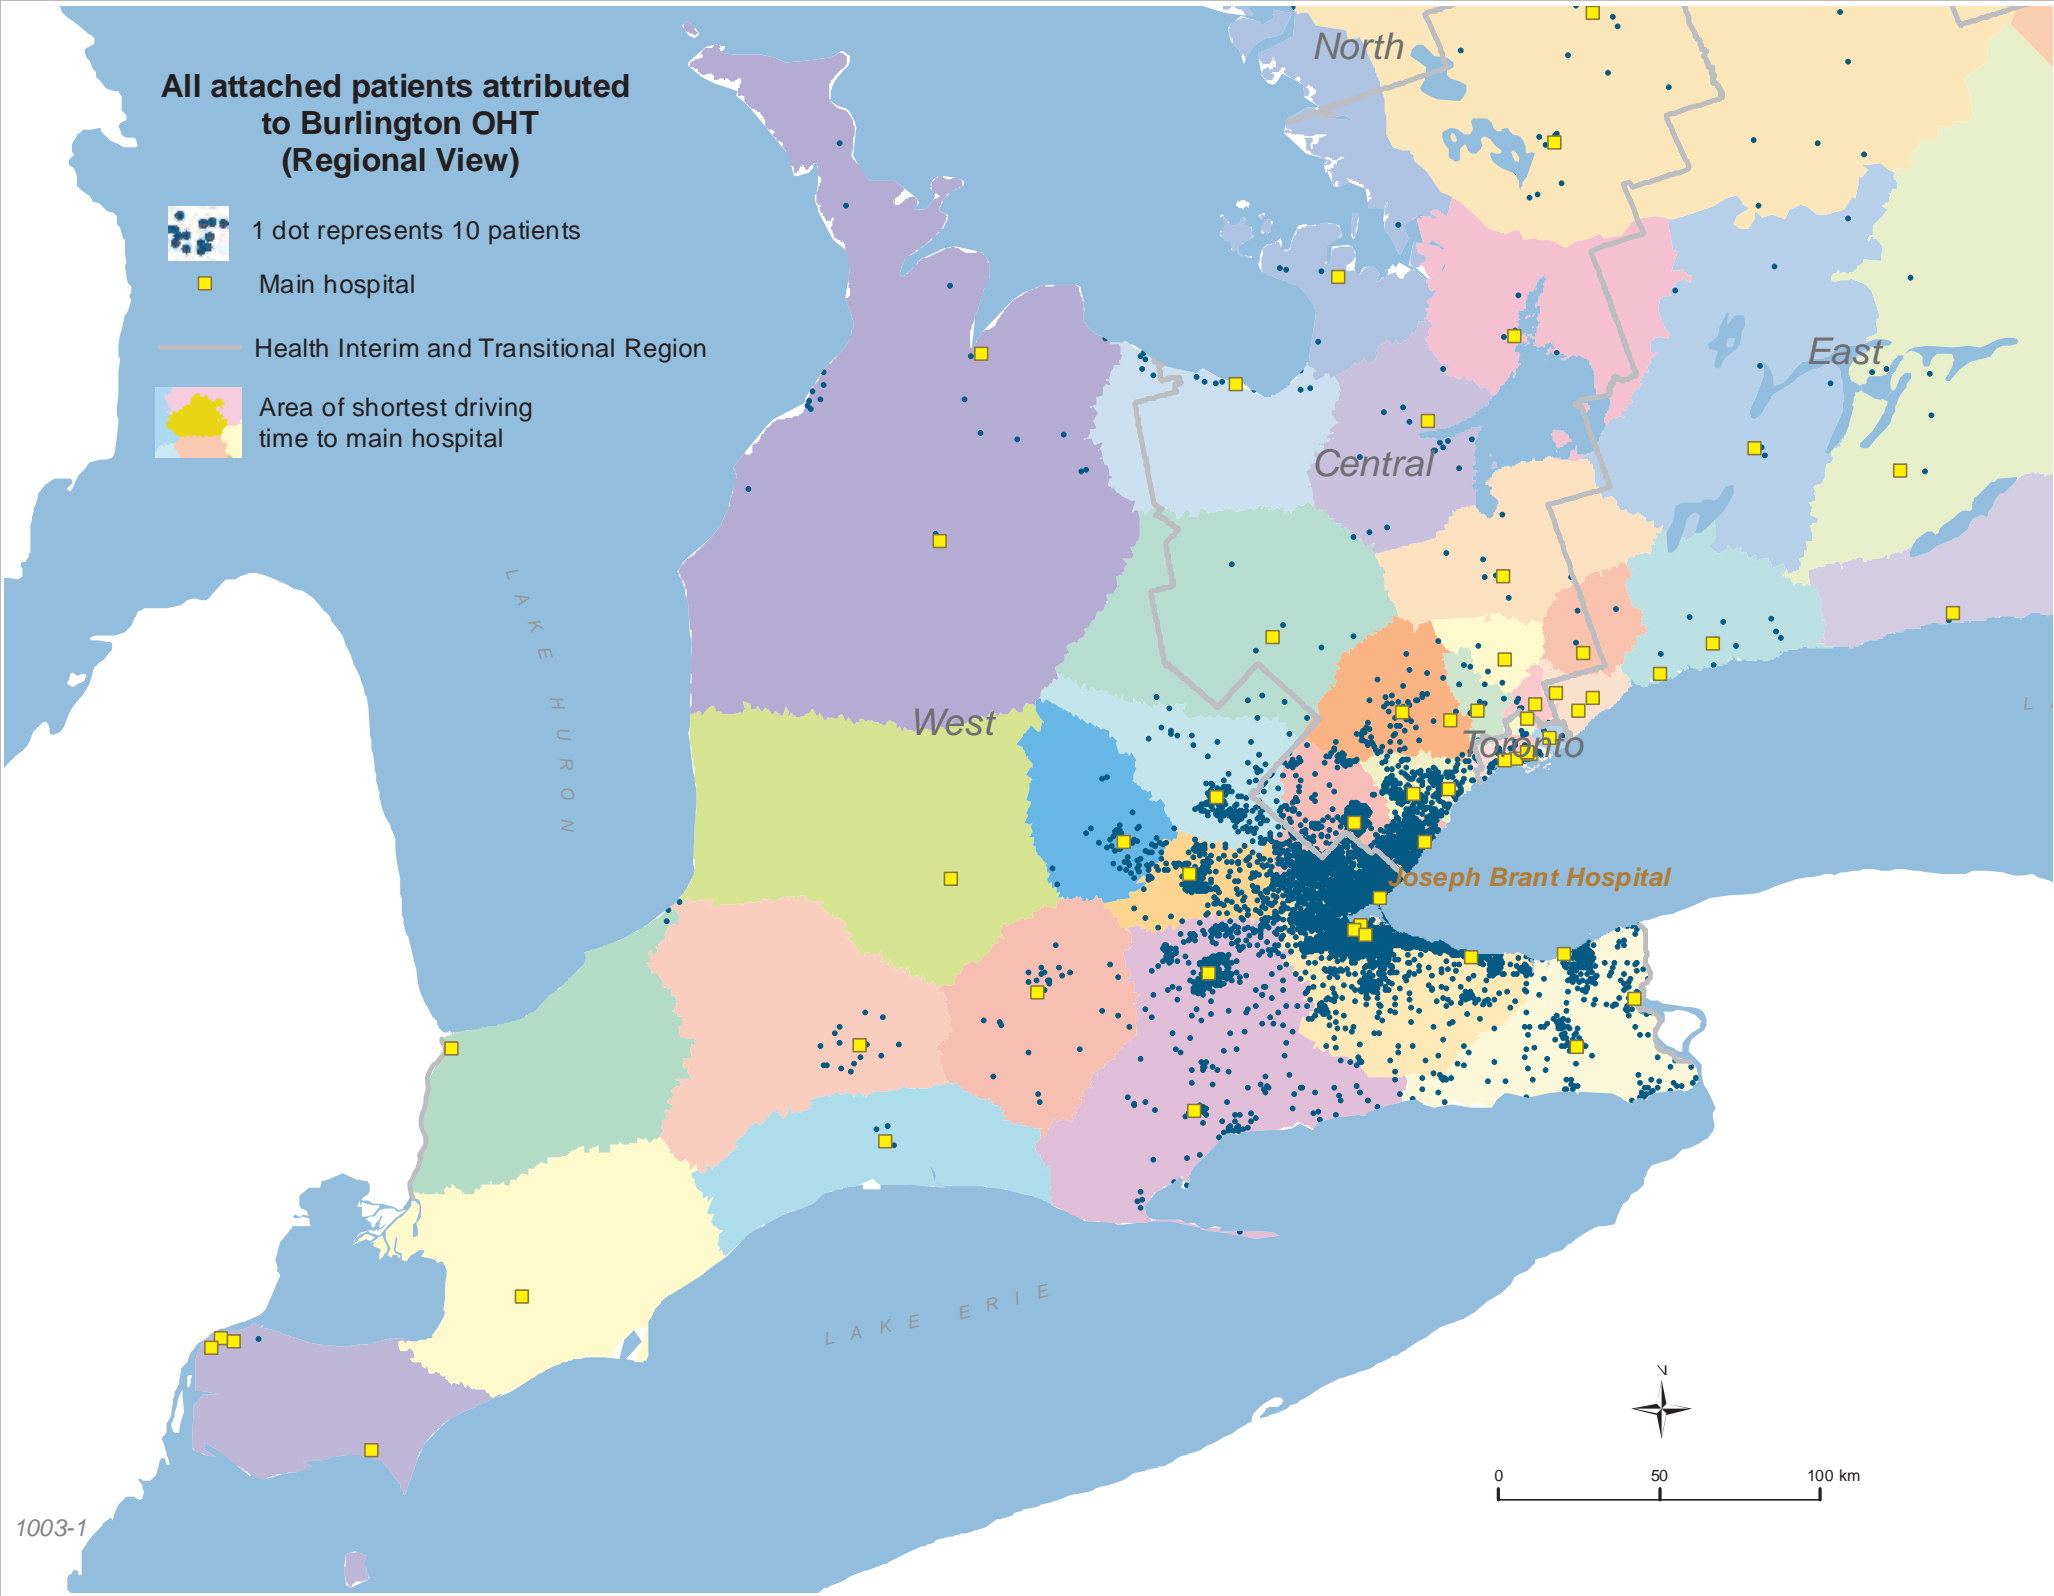 All attached patients attributed
to Burlington OHT
(Regional View)
1 dot represents 10 patients
Main hospital
Health Interim and Transitional Region
Area of shortest driving
time to main hospital
North
East
Central
West
Toronto
Joseph Brant Hospital
LAKE HURON
LAKE ERIE
L
N
0 50 100 km
1003-1